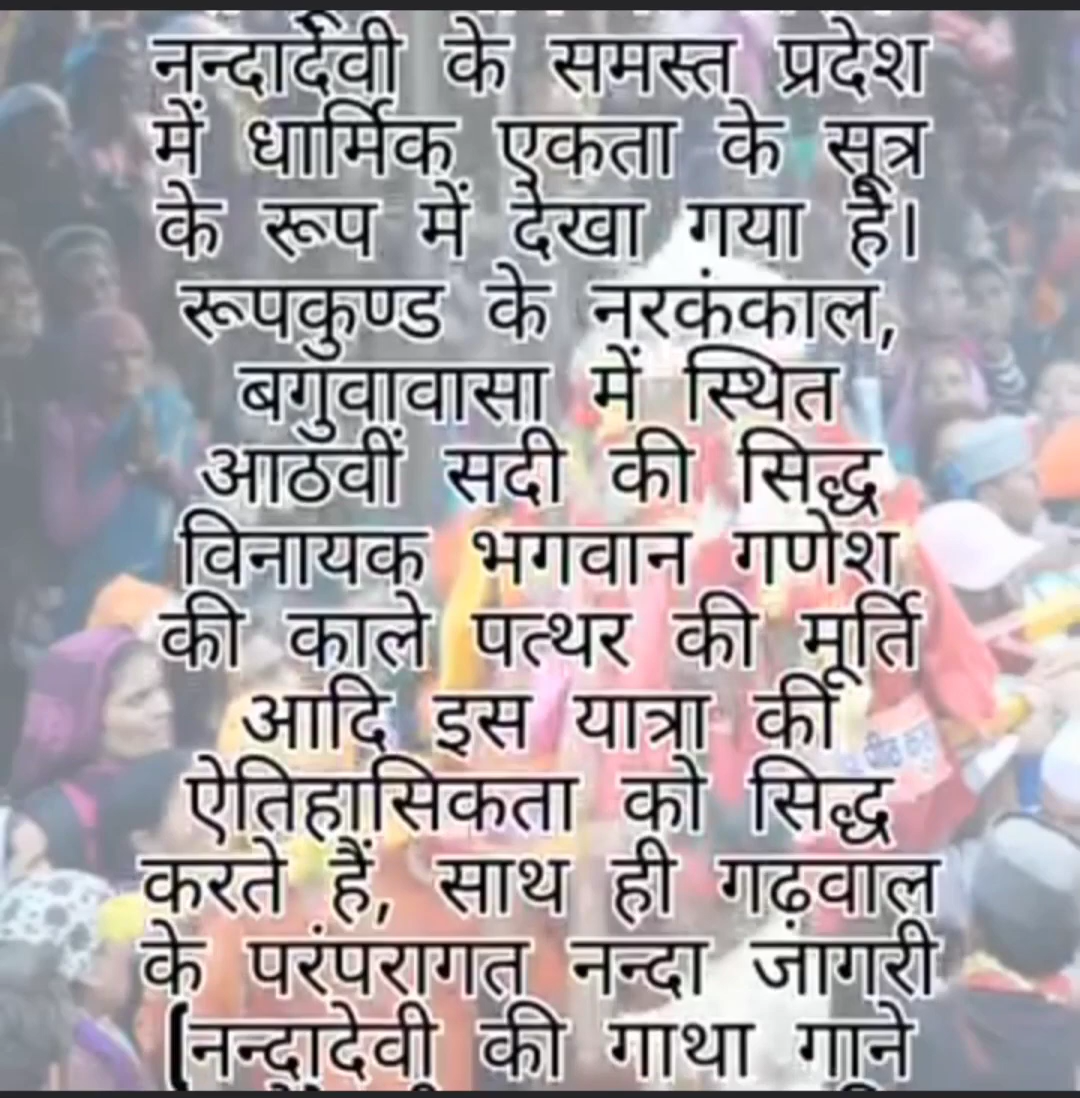 नन्दादेवी के समस्त प्रदेश
में धार्मिक एकता के सूत्र
के रूप में देखा गया है।
रूपकुण्ड के नरकंकाल,
बगुवावासा में स्थित
आठवीं सदी की सिद्ध
विनायक भगवान गणेश
की काले पत्थर की मूर्ति
आदि इस यात्रा की
ऐतिहासिकता को सिद्ध
करते हैं, साथ ही गढ़वाल
के परंपरागत नन्दा जागरी
(नन्दादेवी की गाथा गाने